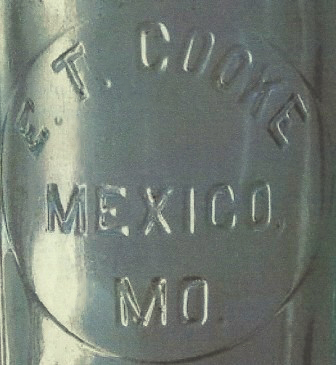 E. T. COOKE
MEXICO,
MO.